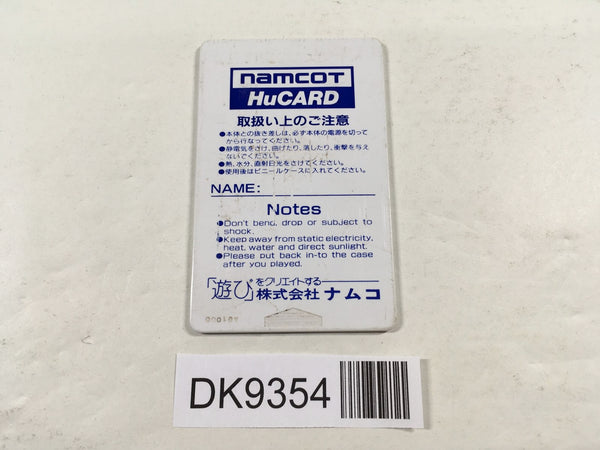 namcoT
HuCARD
取扱い上のご注意
●本体との抜き差しは、必ず本体の電源を切って
から行なってください。
●静電気をさけ、曲げたり、落したり、衝撃を与え
ないでください。
●熱、水分、直射日光をさけてください。
●使用後はビニールケースに入れてください。
NAME:
Notes
●Don't bend, drop or subject to
shock.
●Keep away from static electricity,
heat, water and direct sunlight.
●Please put back in-to the case
after you played.
「遊び」をクリエイトする
株式会社ナムコ
DK9354